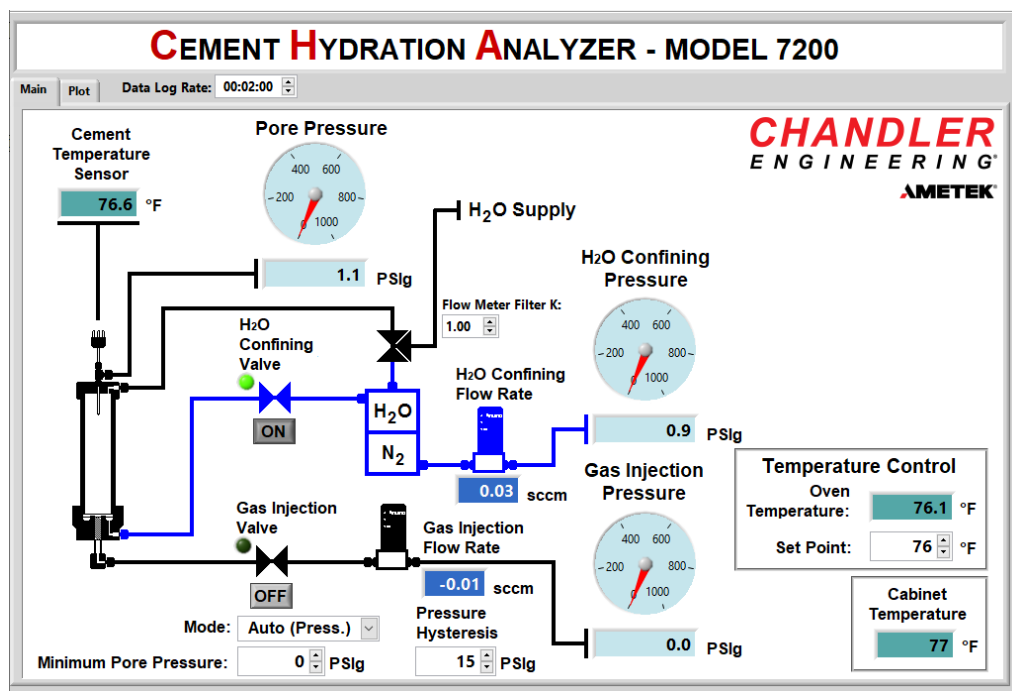 CEMENT HYDRATION ANALYZER - MODEL 7200
Main
Plot
Data Log Rate:
00:02:00
Cement
Temperature
Sensor
76.6 °F
Pore Pressure
400 600
200 800
0 1000
1.1 PSIg
CHANDLER
ENGINEERING
AMETEK
H2O Supply
Flow Meter Filter K:
1.00
H2O Confining
Pressure
400 600
200 800
0 1000
0.9 PSIg
H2O
Confining
Valve
ON
H2O
N2
H2O Confining
Flow Rate
0.03 sccm
Gas Injection
Pressure
400 600
200 800
0 1000
0.0 PSIg
Gas Injection
Valve
OFF
Gas Injection
Flow Rate
-0.01 sccm
Mode: Auto (Press.)
Minimum Pore Pressure: 0 PSIg
Pressure
Hysteresis
15 PSIg
Temperature Control
Oven
Temperature: 76.1 °F
Set Point: 76 °F
Cabinet
Temperature
77 °F